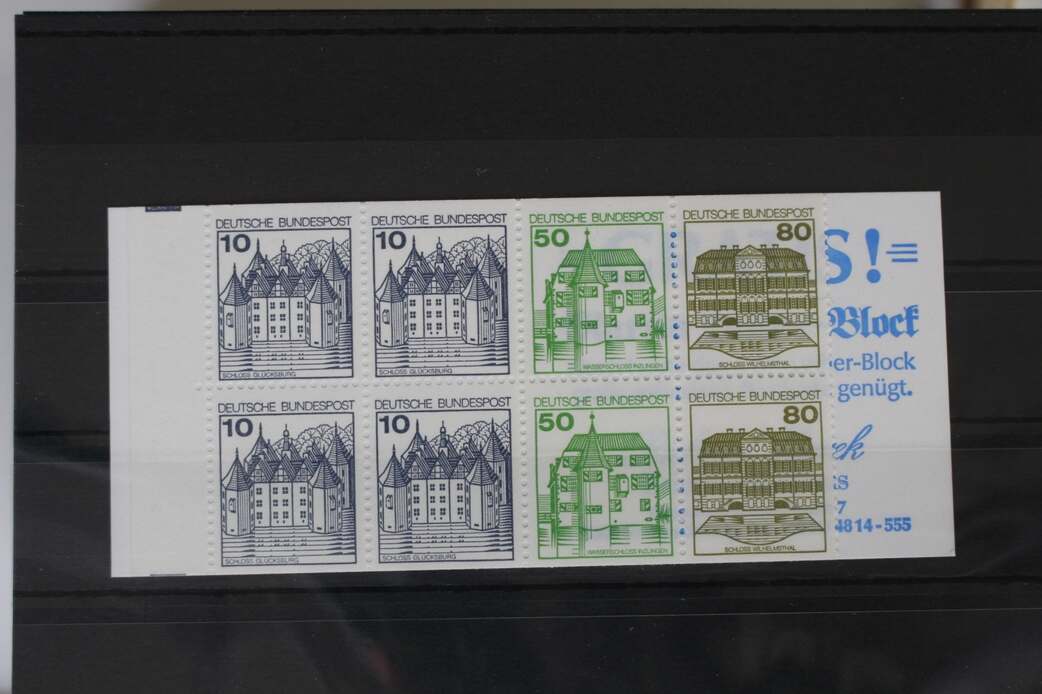 DEUTSCHE BUNDESPOST
10
SCHLOSS GLÜCKSBURG
DEUTSCHE BUNDESPOST
10
SCHLOSS GLÜCKSBURG
DEUTSCHE BUNDESPOST
50
WASSERSCHLOSS INZLINGEN
DEUTSCHE BUNDESPOST
80
SCHLOSS WILHELMSTHAL
DEUTSCHE BUNDESPOST
10
SCHLOSS GLÜCKSBURG
DEUTSCHE BUNDESPOST
10
SCHLOSS GLÜCKSBURG
DEUTSCHE BUNDESPOST
50
WASSERSCHLOSS INZLINGEN
DEUTSCHE BUNDESPOST
80
SCHLOSS WILHELMSTHAL
S!=
Block
er-Block
genügt.
ek
s
7
4814-555